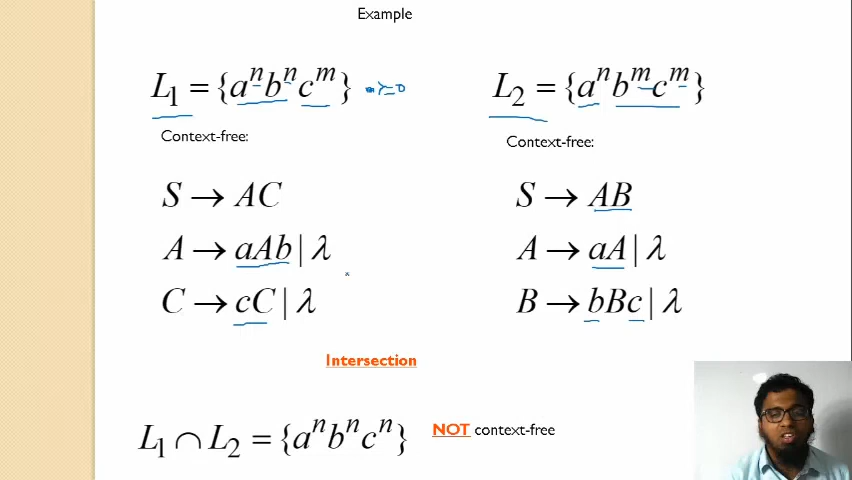 Example
L₁ = {aⁿbⁿcᵐ} n ≥ 0
Context-free:
S → AC
A → aAb | λ
C → cC | λ
L₂ = {aⁿbᵐcᵐ}
Context-free:
S → AB
A → aA | λ
B → bBc | λ
Intersection
L₁ ∩ L₂ = {aⁿbⁿcⁿ} NOT context-free